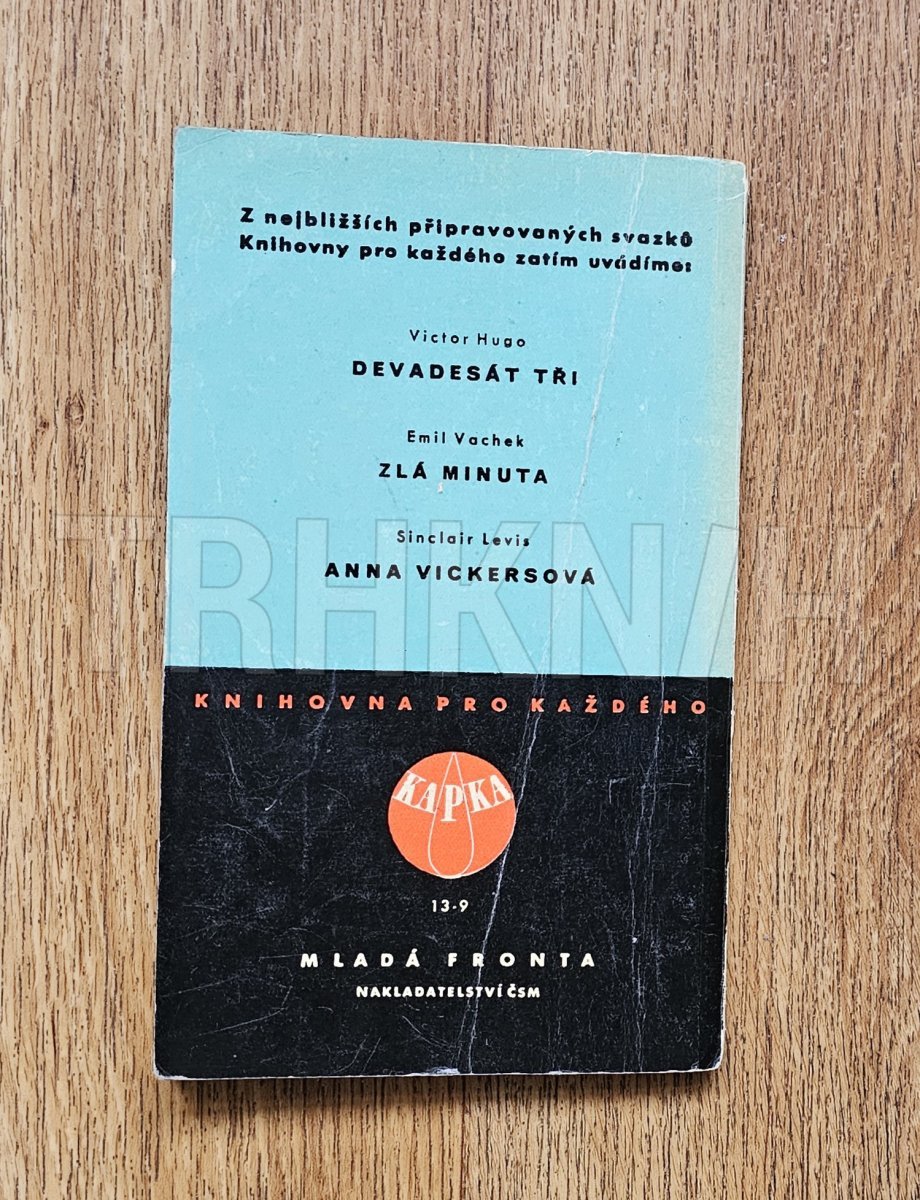 Z nejbližších připravovaných svazků
Knihovny pro každého zatím uvádíme:
Victor Hugo
DEVADESÁT TŘI
Emil Vachek
ZLÁ MINUTA
Sinclair Levis
ANNA VICKERSOVÁ
TRHKNIH
KNIHOVNA PRO KAŽDÉHO
KAPKA
13-9
MLADÁ FRONTA
NAKLADATELSTVÍ ČSM